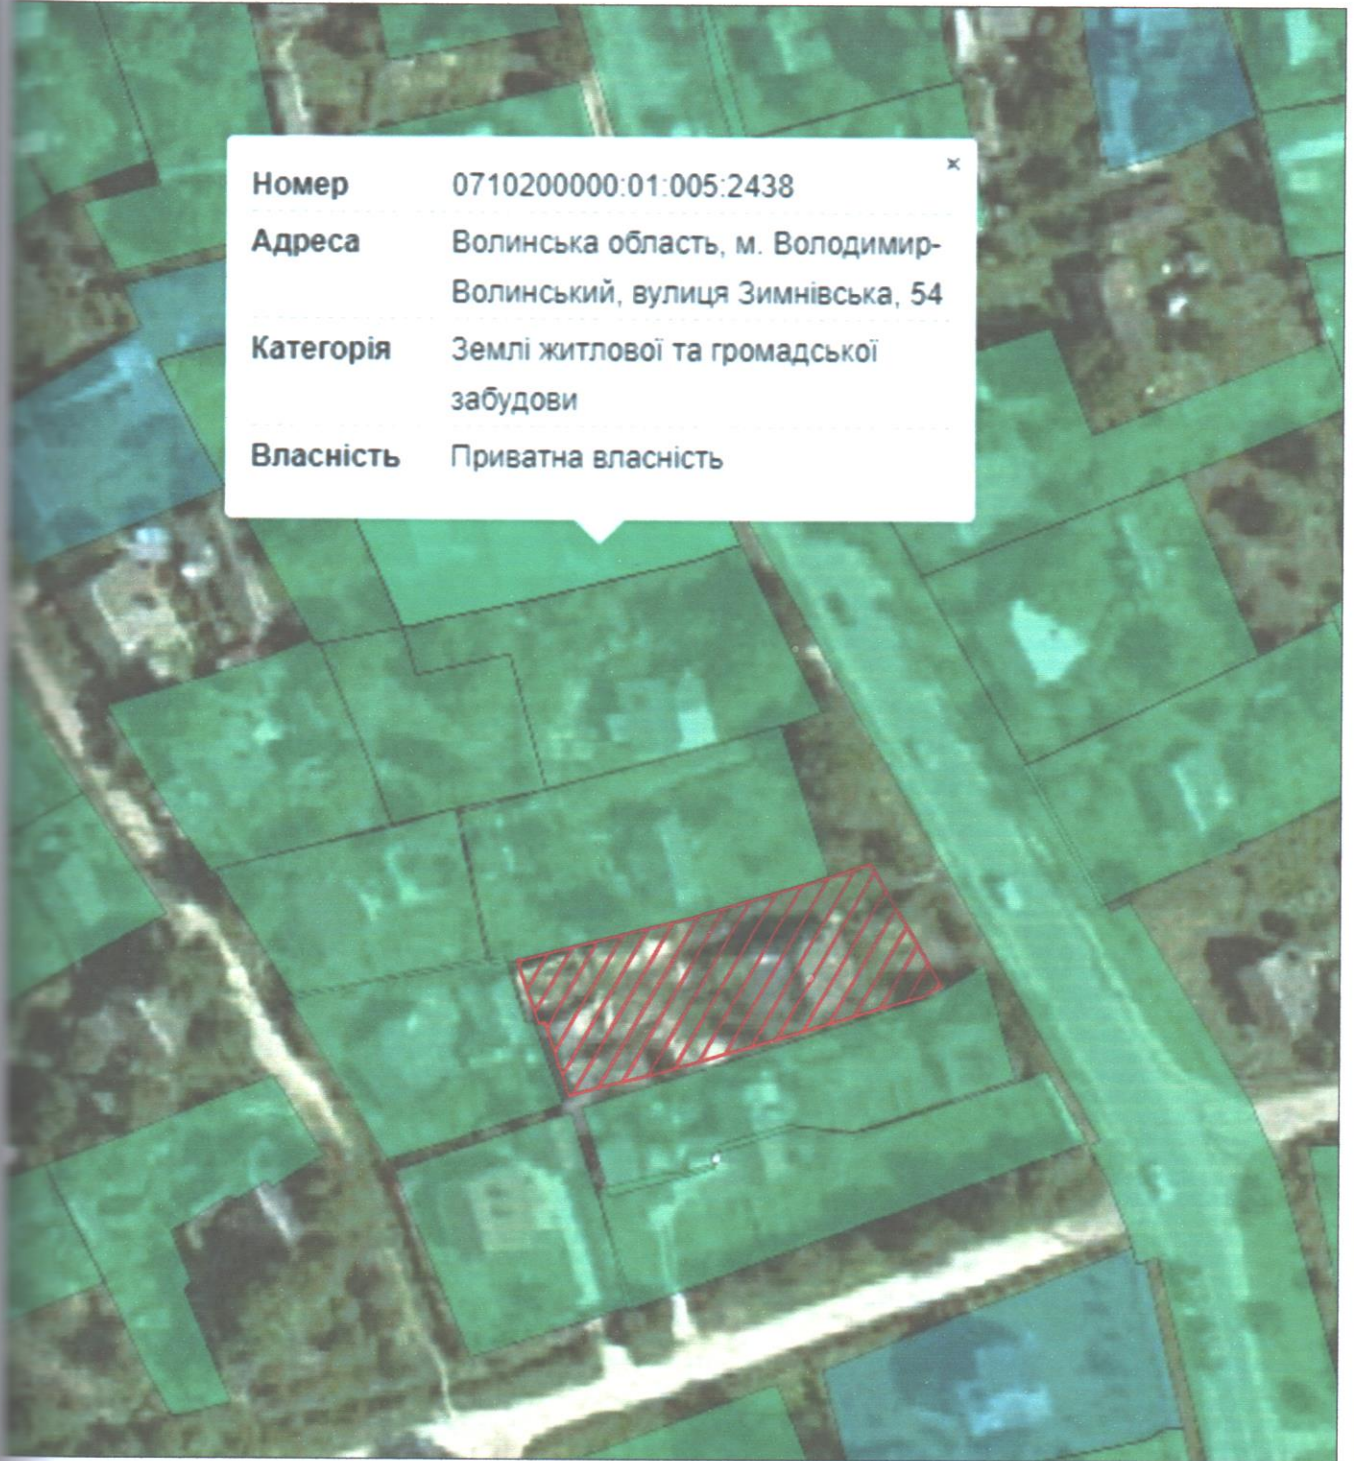 ×
Номер 0710200000:01:005:2438
Адреса Волинська область, м. Володимир-
Волинський, вулиця Зимнівська, 54
Категорія Землі житлової та громадської
забудови
Власність Приватна власність